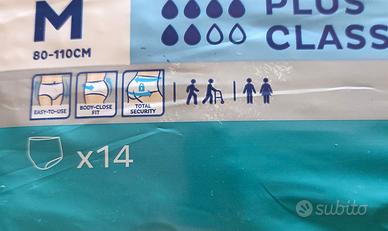 M
80-110CM
PLUS
CLASS
EASY-TO-USE
BODY-CLOSE
FIT
TOTAL
SECURITY
x14
subito